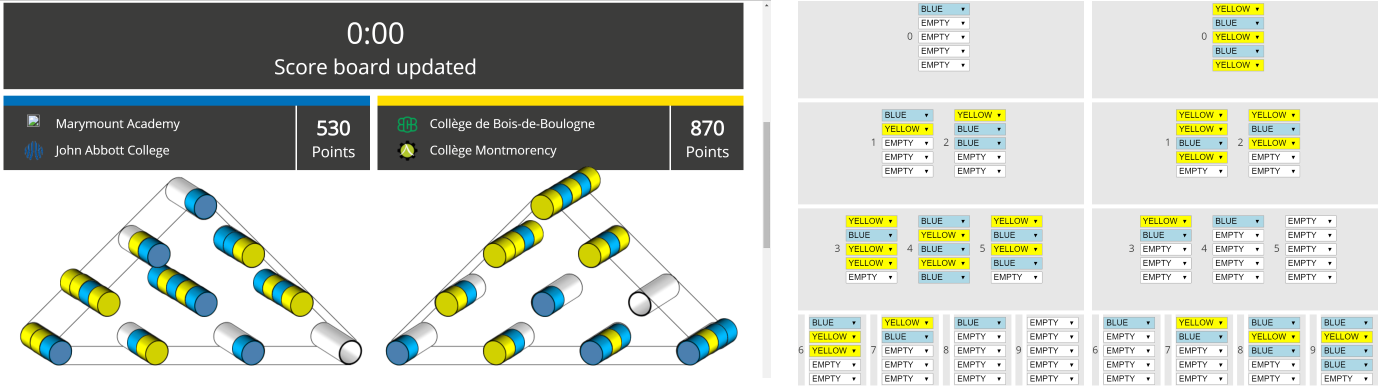 0:00
Score board updated
Marymount Academy
John Abbott College
530
Points
Collège de Bois-de-Boulogne
Collège Montmorency
870
Points
BLUE
EMPTY
0 EMPTY
EMPTY
EMPTY
BLUE YELLOW
YELLOW BLUE
1 EMPTY 2 BLUE
EMPTY EMPTY
EMPTY EMPTY
YELLOW BLUE YELLOW
BLUE YELLOW BLUE
3 YELLOW 4 BLUE 5 YELLOW
YELLOW YELLOW BLUE
EMPTY BLUE EMPTY
BLUE YELLOW BLUE EMPTY
YELLOW BLUE EMPTY EMPTY
6 YELLOW 7 EMPTY 8 EMPTY 9 EMPTY
EMPTY EMPTY EMPTY EMPTY
EMPTY EMPTY EMPTY EMPTY
YELLOW
BLUE
0 YELLOW
BLUE
YELLOW
YELLOW YELLOW
YELLOW BLUE
1 BLUE 2 YELLOW
YELLOW EMPTY
EMPTY EMPTY
YELLOW BLUE EMPTY
BLUE EMPTY EMPTY
3 EMPTY 4 EMPTY 5 EMPTY
EMPTY EMPTY EMPTY
EMPTY EMPTY EMPTY
BLUE YELLOW BLUE BLUE
EMPTY BLUE YELLOW YELLOW
6 EMPTY 7 EMPTY 8 BLUE 9 BLUE
EMPTY EMPTY EMPTY BLUE
EMPTY EMPTY EMPTY EMPTY